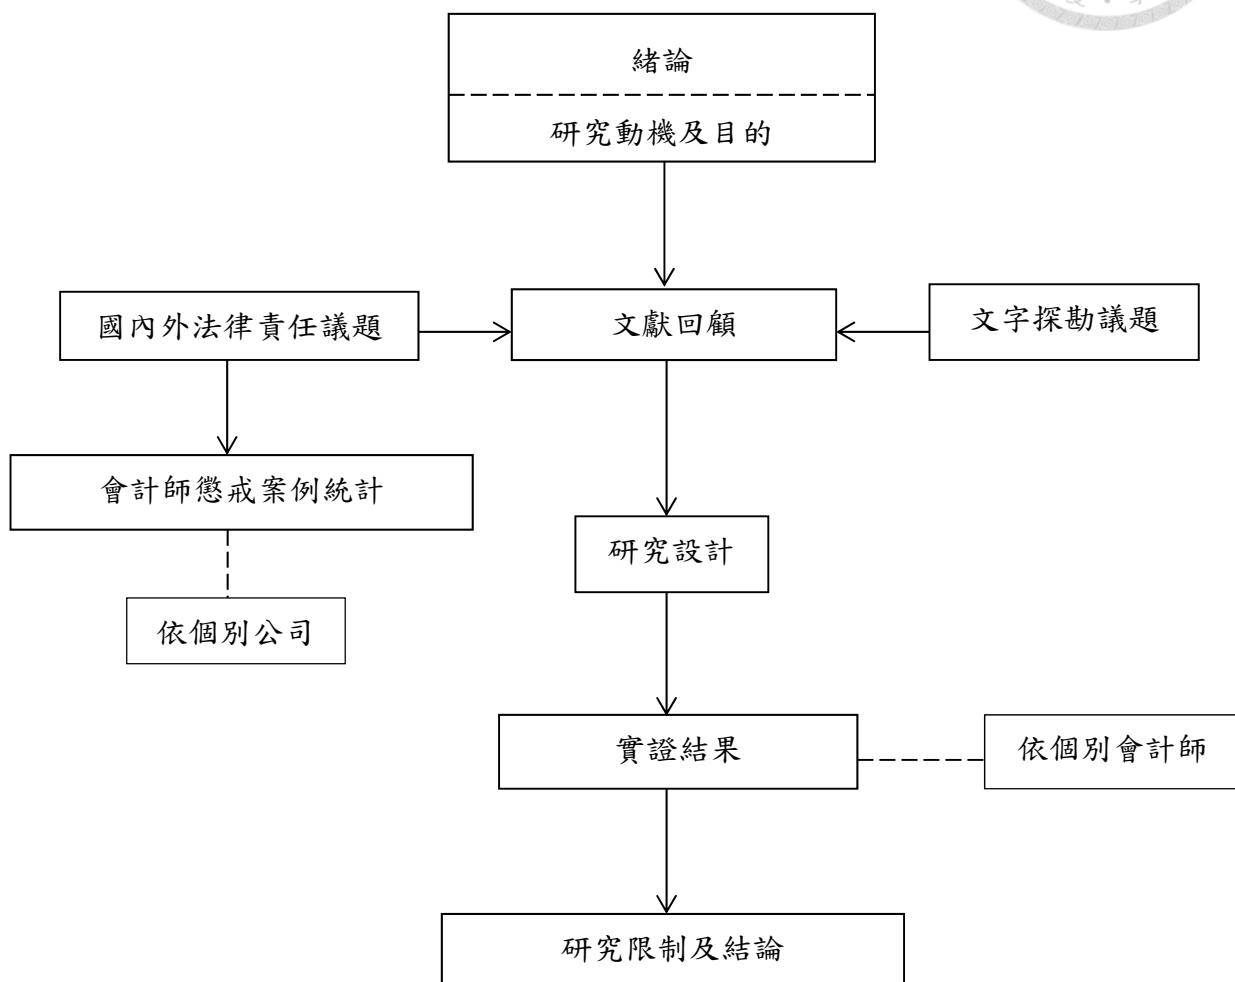 緒論
研究動機及目的
國內外法律責任議題
文獻回顧
文字探勘議題
會計師懲戒案例統計
研究設計
依個別公司
實證結果
依個別會計師
研究限制及結論